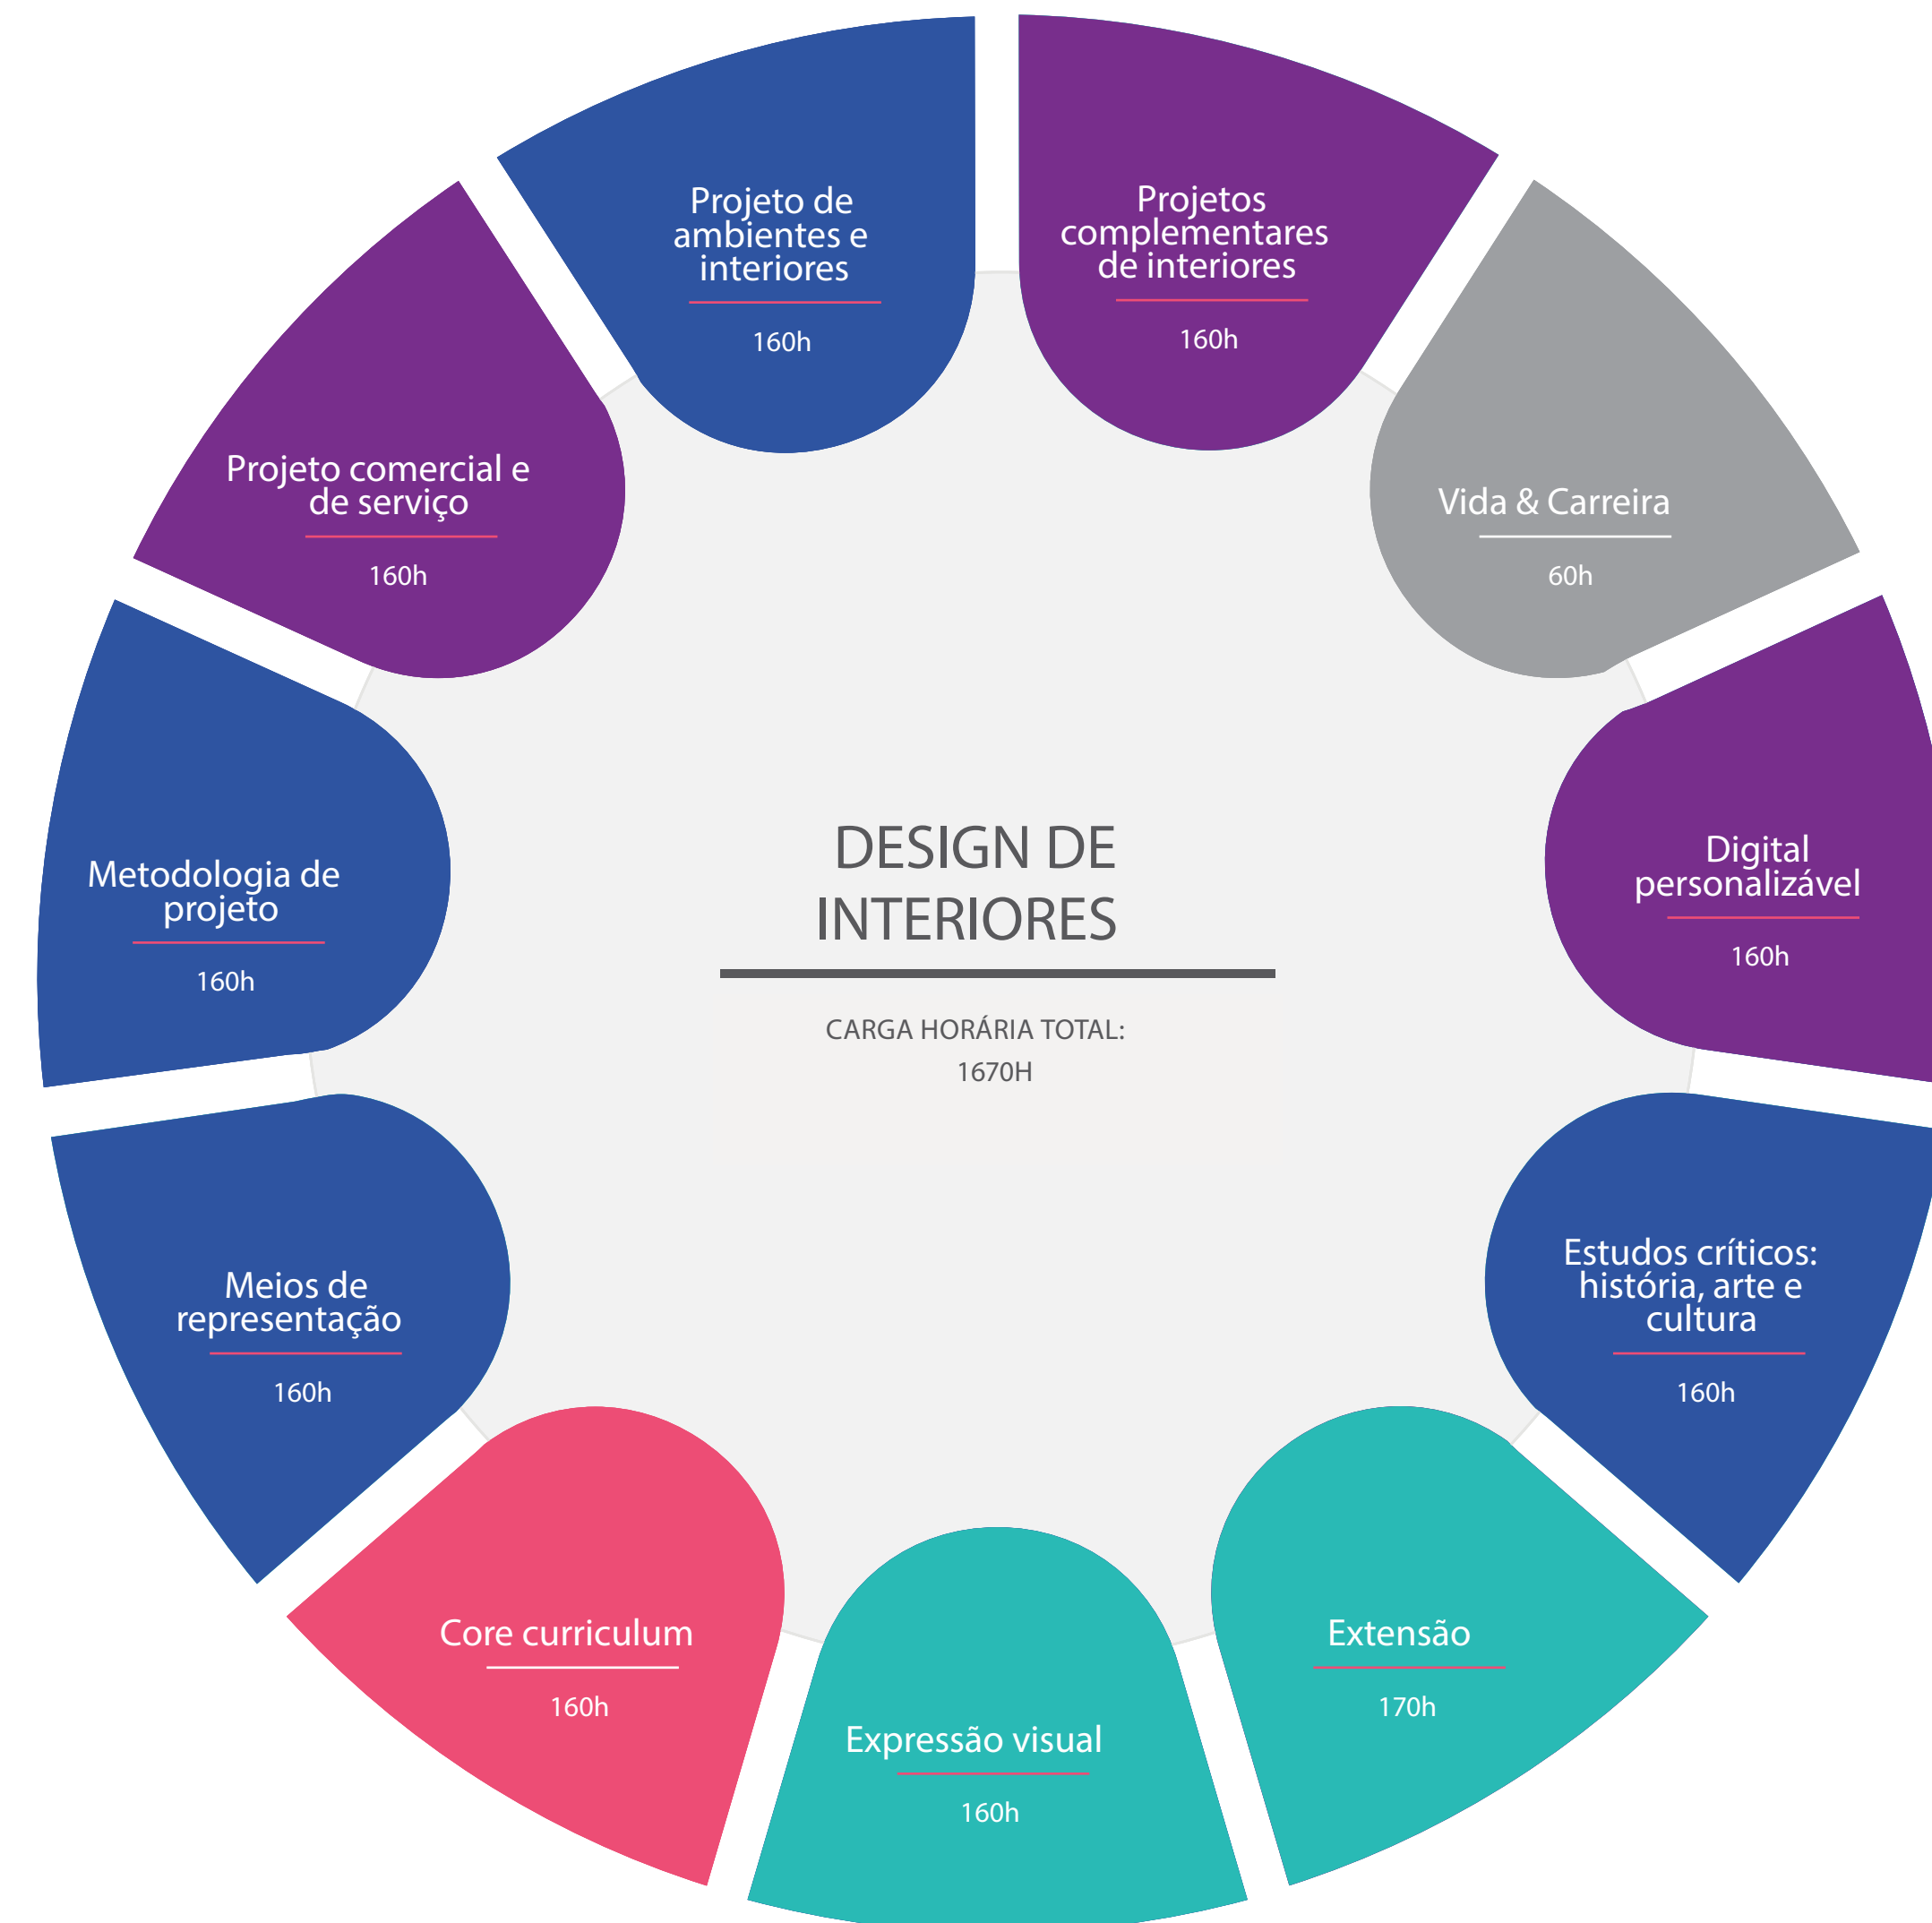 Projeto de
ambientes e
interiores
160h
Projetos
complementares
de interiores
160h
Projeto comercial e
de serviço
160h
Vida & Carreira
60h
Metodologia de
projeto
160h
Digital
personalizável
160h
DESIGN DE
INTERIORES
CARGA HORÁRIA TOTAL:
1670H
Meios de
representação
160h
Estudos críticos:
história, arte e
cultura
160h
Core curriculum
160h
Expressão visual
160h
Extensão
170h